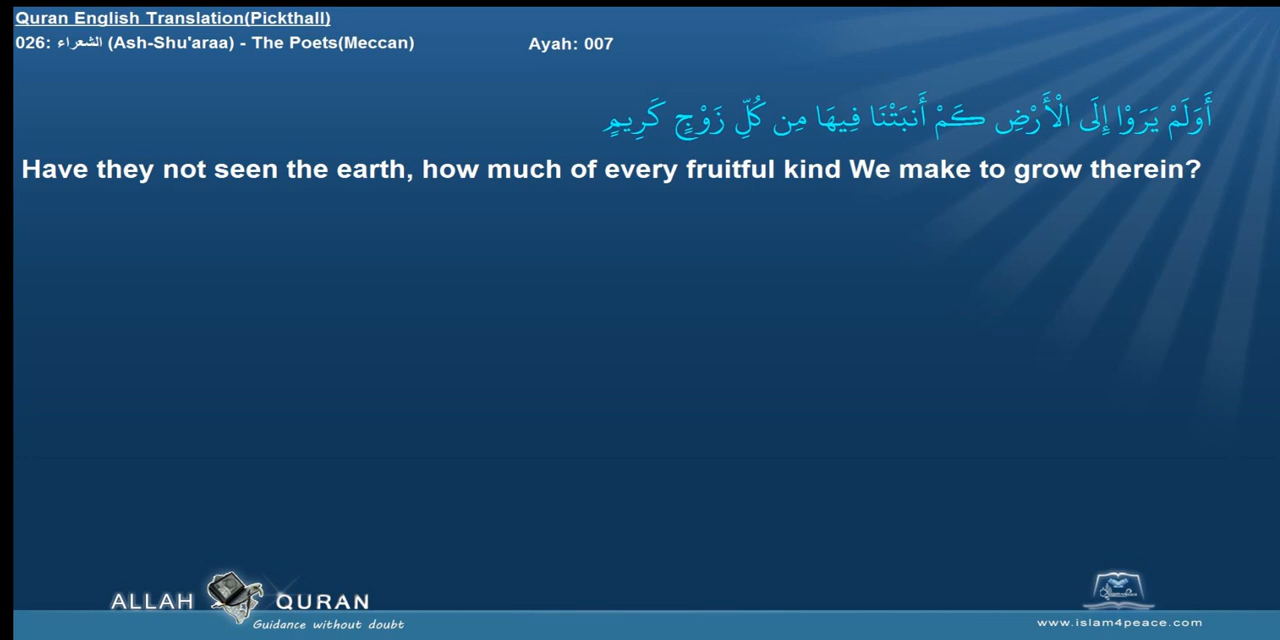 Quran English Translation(Pickthall)
026: الشعراء (Ash-Shu'araa) - The Poets(Meccan) Ayah: 007
أَوَلَمْ يَرَوْا إِلَى الْأَرْضِ كَمْ أَنبَتْنَا فِيهَا مِن كُلِّ زَوْجٍ كَرِيمٍ
Have they not seen the earth, how much of every fruitful kind We make to grow therein?
ALLAH QURAN
Guidance without doubt
www.islam4peace.com